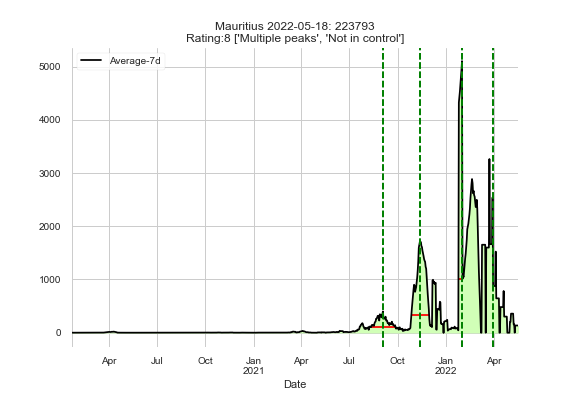 Mauritius 2022-05-18: 223793
Rating:8 ['Multiple peaks', 'Not in control']
Average-7d
5000
4000
3000
2000
1000
0
Apr Jul Oct Jan Apr Jul Oct Jan Apr
2021 2022
Date